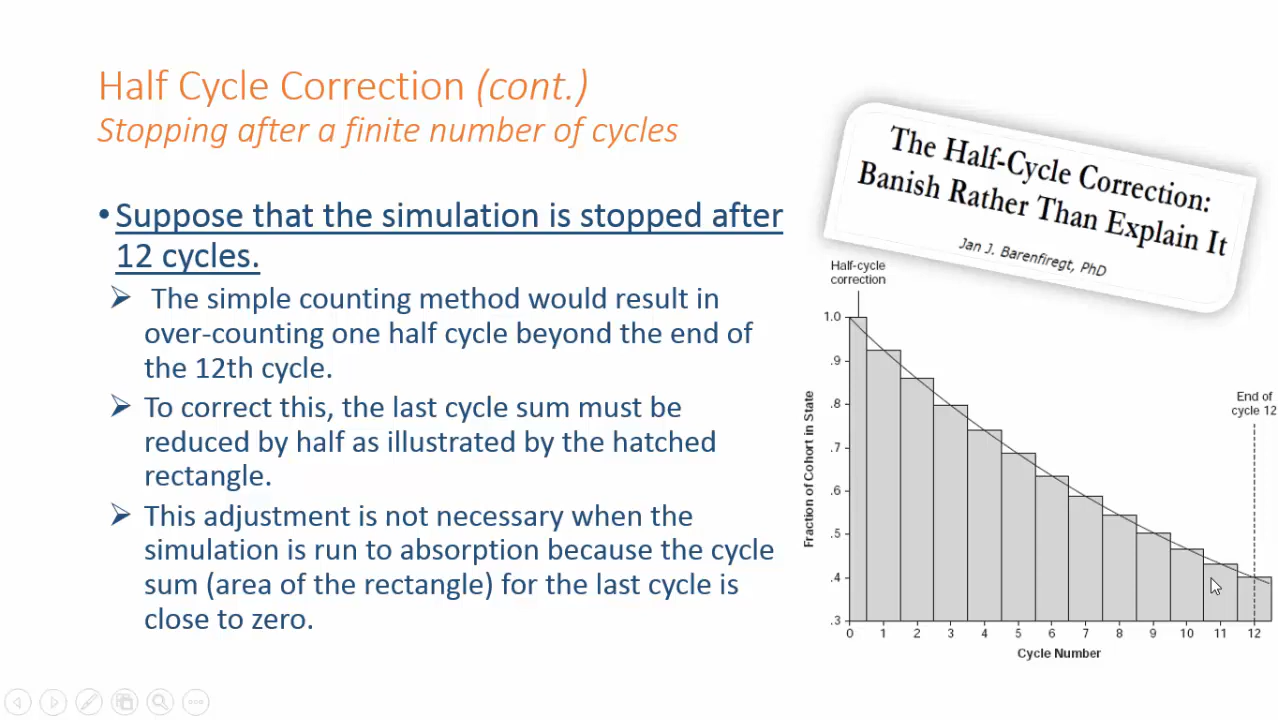 Half Cycle Correction (cont.)
Stopping after a finite number of cycles
• Suppose that the simulation is stopped after
12 cycles.
➢ The simple counting method would result in
over-counting one half cycle beyond the end of
the 12th cycle.
➢ To correct this, the last cycle sum must be
reduced by half as illustrated by the hatched
rectangle.
➢ This adjustment is not necessary when the
simulation is run to absorption because the cycle
sum (area of the rectangle) for the last cycle is
close to zero.
The Half-Cycle Correction:
Banish Rather Than Explain It
Jan J. Barenfiregt, PhD
Half-cycle
correction
End of
cycle 12
Fraction of Cohort in State
1.0
.9
.8
.7
.6
.5
.4
.3
0 1 2 3 4 5 6 7 8 9 10 11 12
Cycle Number